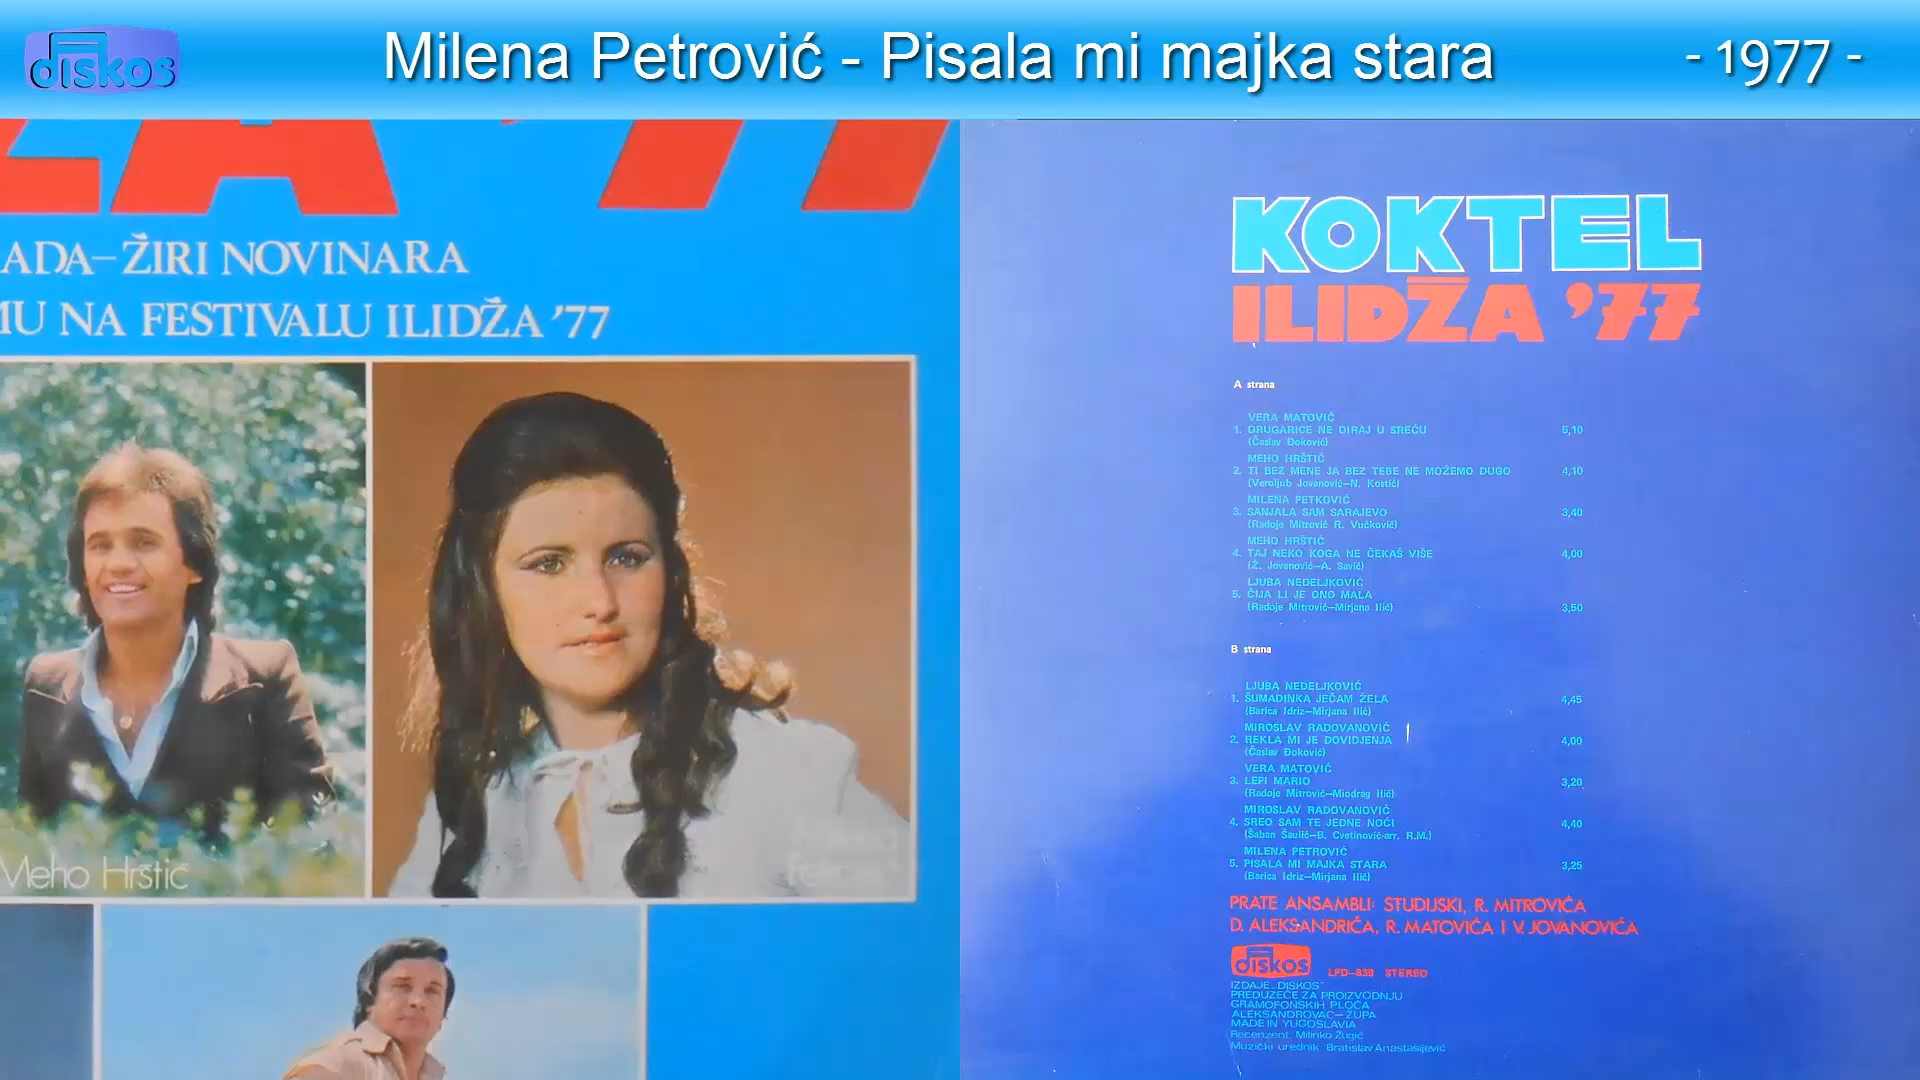 diskos
Milena Petrović - Pisala mi majka stara
- 1977 -
ZA '77
ADA-ŽIRI NOVINARA
MU NA FESTIVALU ILIDŽA '77
Meho Hrstić
KOKTEL
ILIDŽA '77
A strana
VERA MATOVIĆ
1. DRUGARICE NE DIRAJ U SREĆU 5,10
(Časlav Đoković)
MEHO HRŠTIĆ
2. TI BEZ MENE JA BEZ TEBE NE MOŽEMO DUGO 4,10
(Veroljub Jovanović—N. Kostić)
MILENA PETKOVIĆ
3. SANJALA SAM SARAJEVO 3,40
(Radoje Mitrović R. Vučković)
MEHO HRŠTIĆ
4. TAJ NEKO KOGA NE ČEKAŠ VIŠE 4,00
(Ž. Jovanović—A. Savić)
LJUBA NEDELJKOVIĆ
5. ČIJA LI JE ONO MALA 3,50
(Radoje Mitrović—Mirjana Ilić)
B strana
LJUBA NEDELJKOVIĆ
1. ŠUMADINKA JEČAM ŽELA 4,45
(Barica Idriz—Mirjana Ilić)
MIROSLAV RADOVANOVIĆ
2. REKLA MI JE DOVIDJENJA 4,00
(Časlav Đoković)
VERA MATOVIĆ
3. LEPI MARIO 3,20
(Radoje Mitrović—Miodrag Ilić)
MIROSLAV RADOVANOVIĆ
4. SREO SAM TE JEDNE NOĆI 4,40
(Šaban Šaulić—B. Cvetinović-arr. R.M.)
MILENA PETROVIĆ
5. PISALA MI MAJKA STARA 3,25
(Barica Idriz—Mirjana Ilić)
PRATE ANSAMBLI: STUDIJSKI, R. MITROVIĆA
D. ALEKSANDRIĆA, R. MATOVIĆA I V. JOVANOVIĆA
diskos LPD—839 STEREO
IZDAJE „DISKOS"
PREDUZEĆE ZA PROIZVODNJU
GRAMOFONSKIH PLOČA
ALEKSANDROVAC—ŽUPA
MADE IN YUGOSLAVIA
Recenzent: Milinko Žugić
Muzički urednik: Bratislav Anastasijević